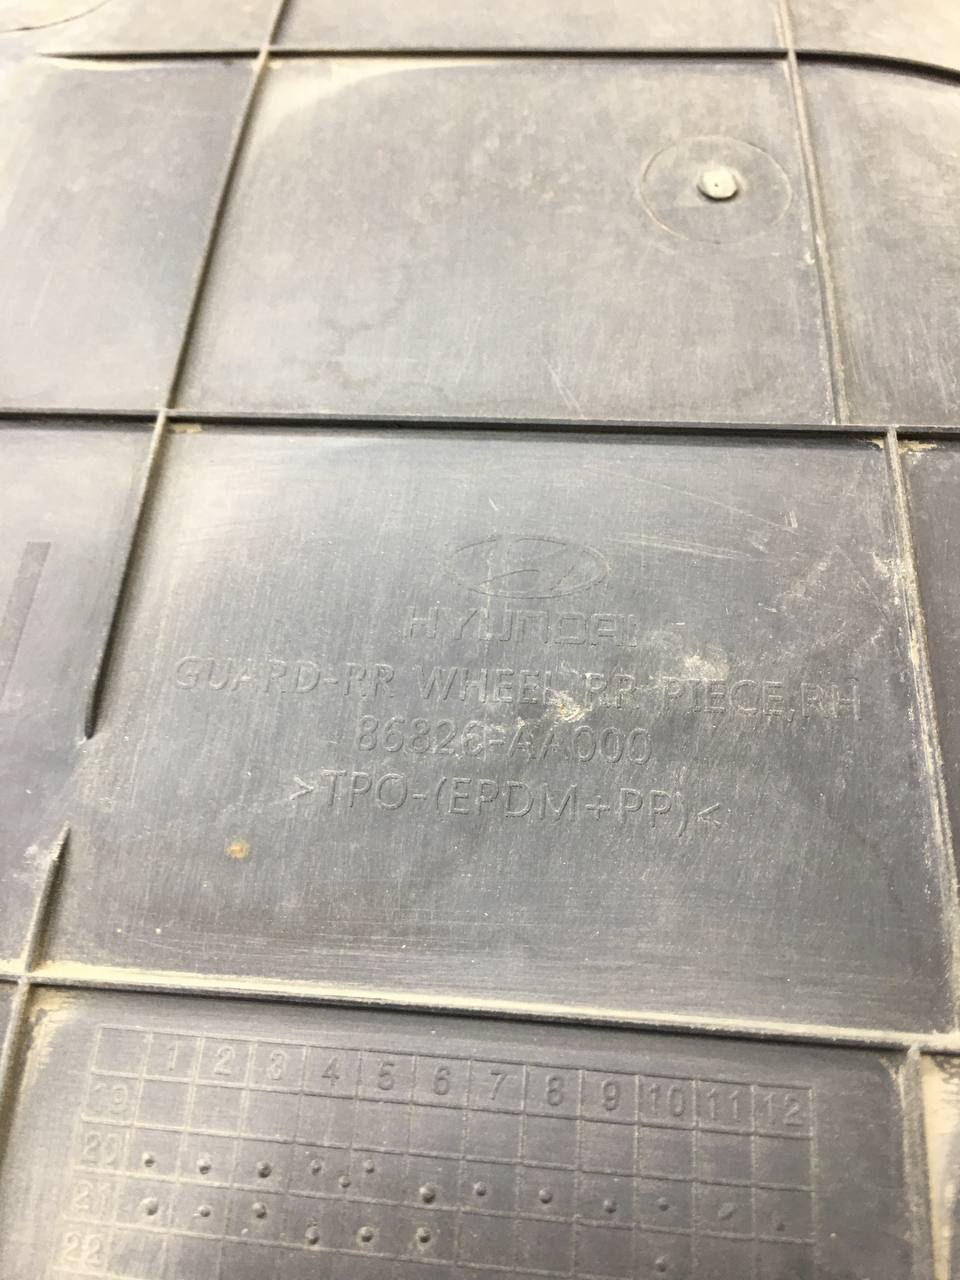 HYUNDAI
GUARD-RR WHEEL RR PIECE,RH
86826-AA000
>TPO-(EPDM+PP)<
1 2 3 4 5 6 7 8 9 10 11 12
19
20
21
22